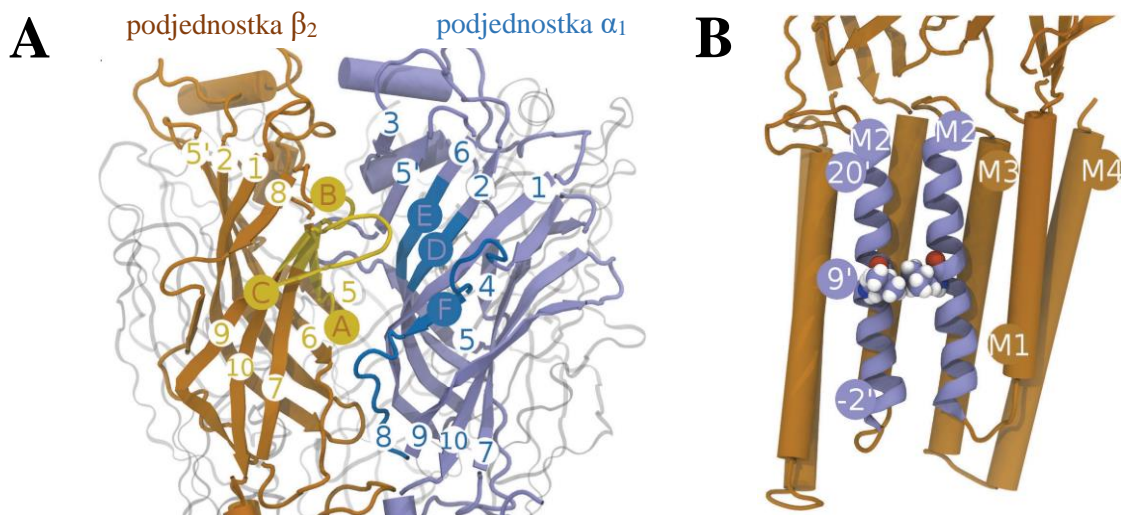 A
podjednostka β₂
podjednostka α₁
B
5' 2 1 8 B
3 5' 6 2 1'
E D
C 5 A
4 F 5
9 10 7 6
8 9 10 7
M2 M2
20' M3 M4
9'
M1
-2'